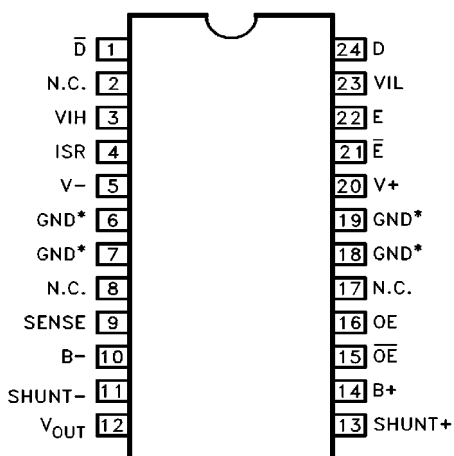 D̅ 1 24 D
N.C. 2 23 VIL
VIH 3 22 E
ISR 4 21 E̅
V- 5 20 V+
GND* 6 19 GND*
GND* 7 18 GND*
N.C. 8 17 N.C.
SENSE 9 16 OE
B- 10 15 O̅E̅
SHUNT- 11 14 B+
VOUT 12 13 SHUNT+